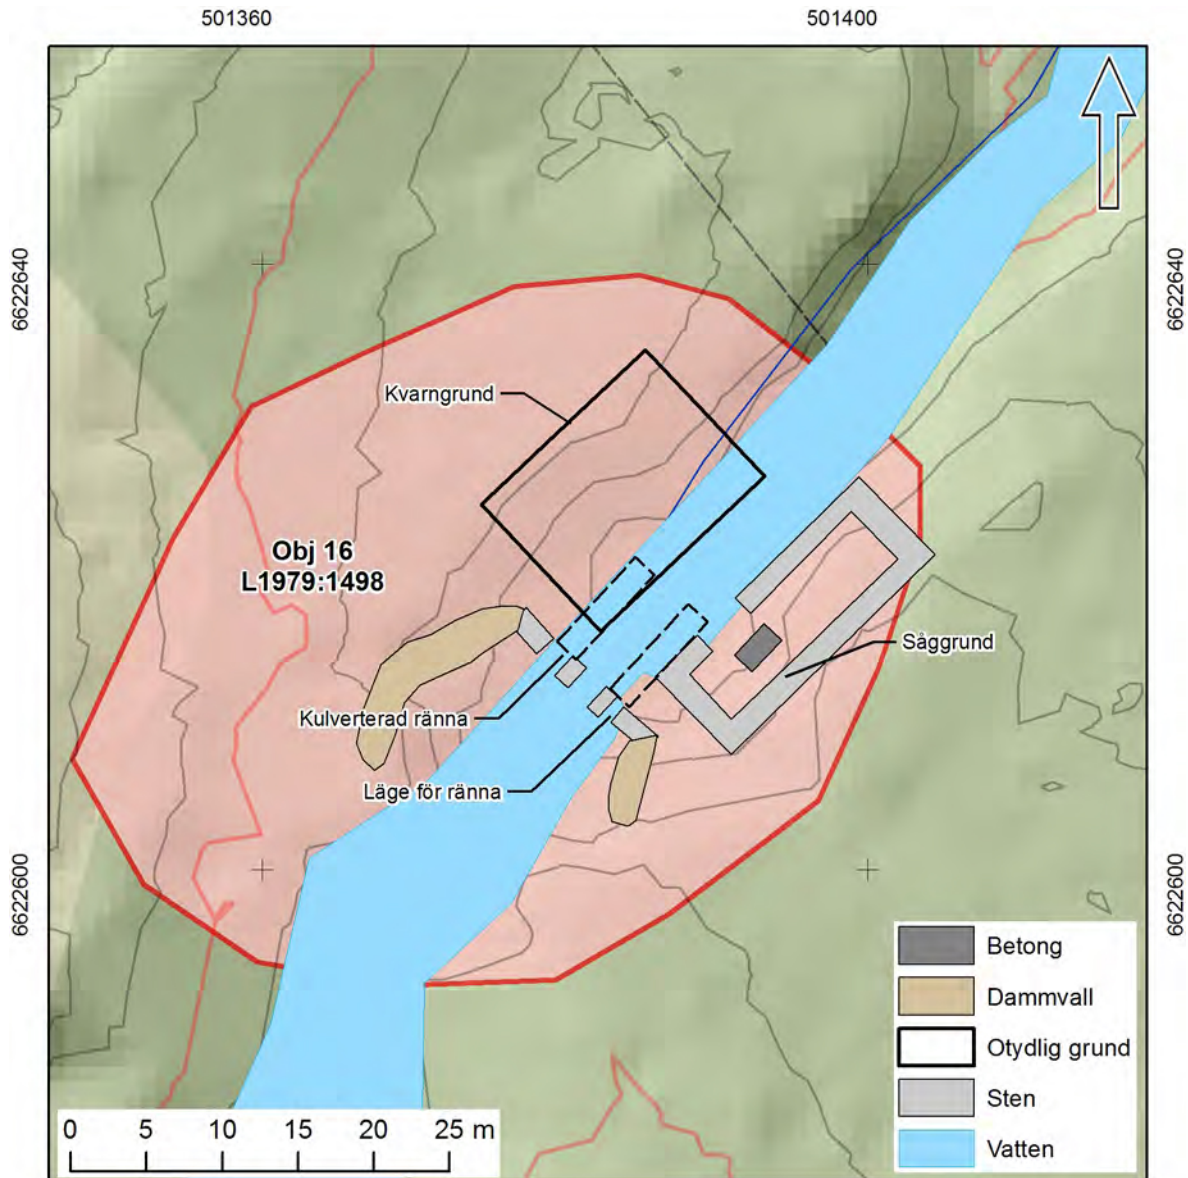 501360
501400
6622640
6622640
Kvarngrund
Obj 16
L1979:1498
Såggrund
Kulverterad ränna
Läge för ränna
6622600
6622600
Betong
Dammvall
Otydlig grund
Sten
Vatten
0 5 10 15 20 25 m